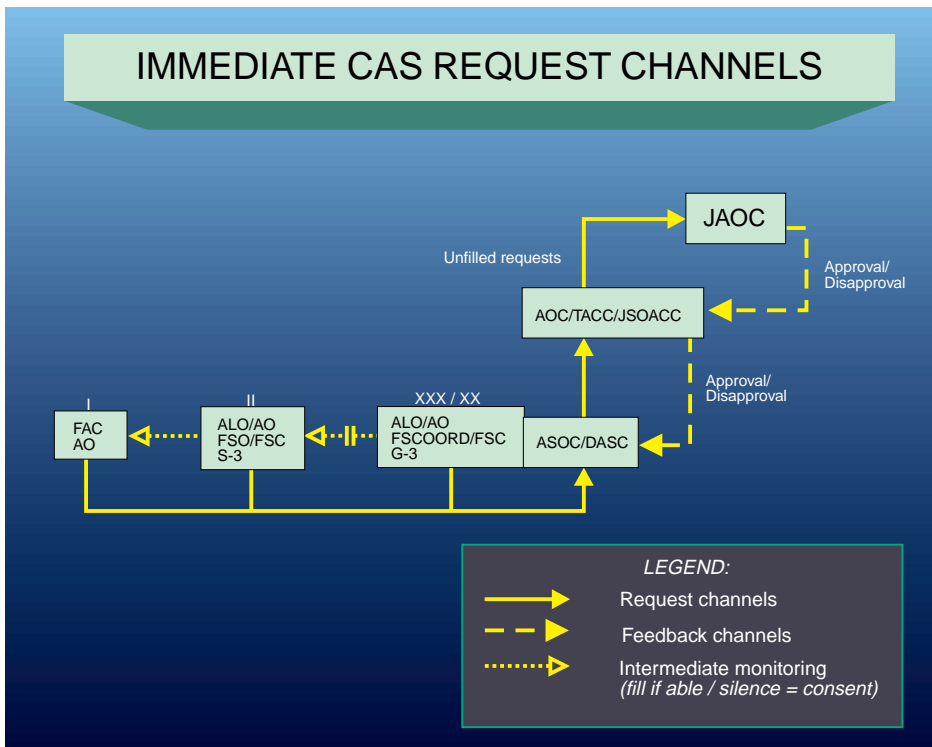 IMMEDIATE CAS REQUEST CHANNELS
JAOC
Unfilled requests
Approval/
Disapproval
AOC/TACC/JSOACC
Approval/
Disapproval
I
II
XXX / XX
FAC
AO
ALO/AO
FSO/FSC
S-3
ALO/AO
FSCOORD/FSC
G-3
ASOC/DASC
LEGEND:
Request channels
Feedback channels
Intermediate monitoring
(fill if able / silence = consent)